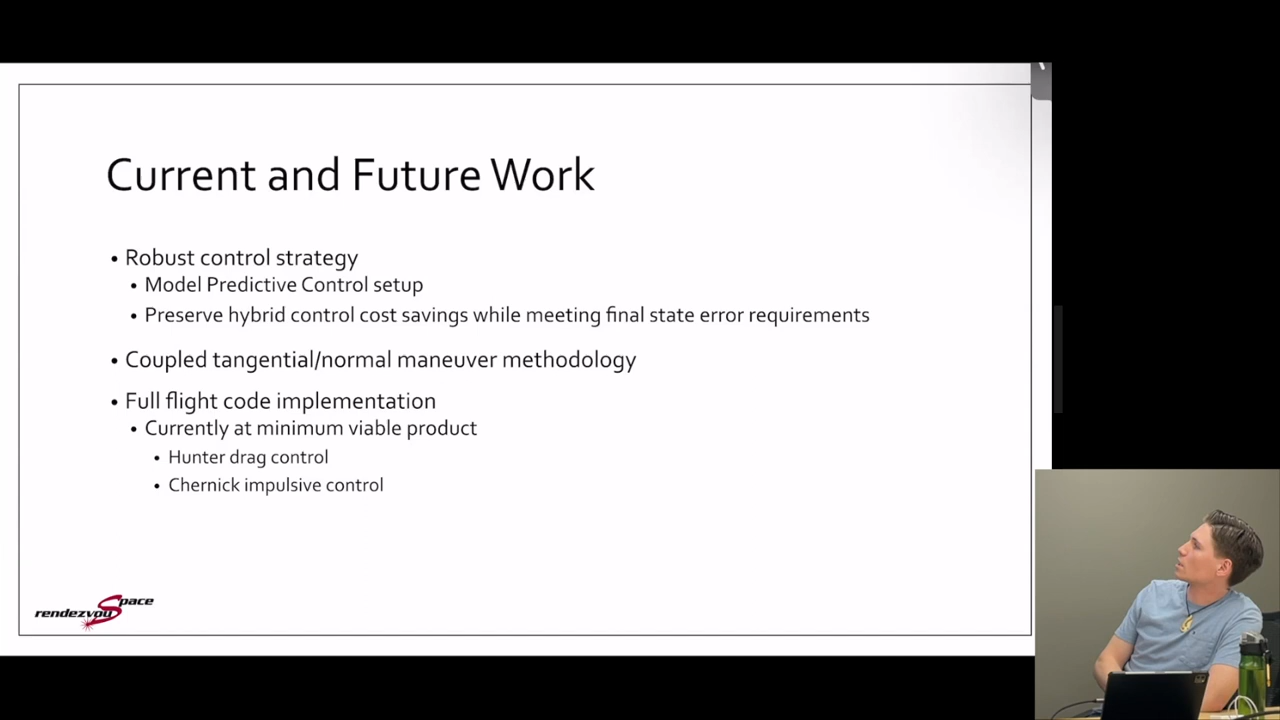 Current and Future Work
• Robust control strategy
• Model Predictive Control setup
• Preserve hybrid control cost savings while meeting final state error requirements
• Coupled tangential/normal maneuver methodology
• Full flight code implementation
• Currently at minimum viable product
• Hunter drag control
• Chernick impulsive control
rendezvouSpace